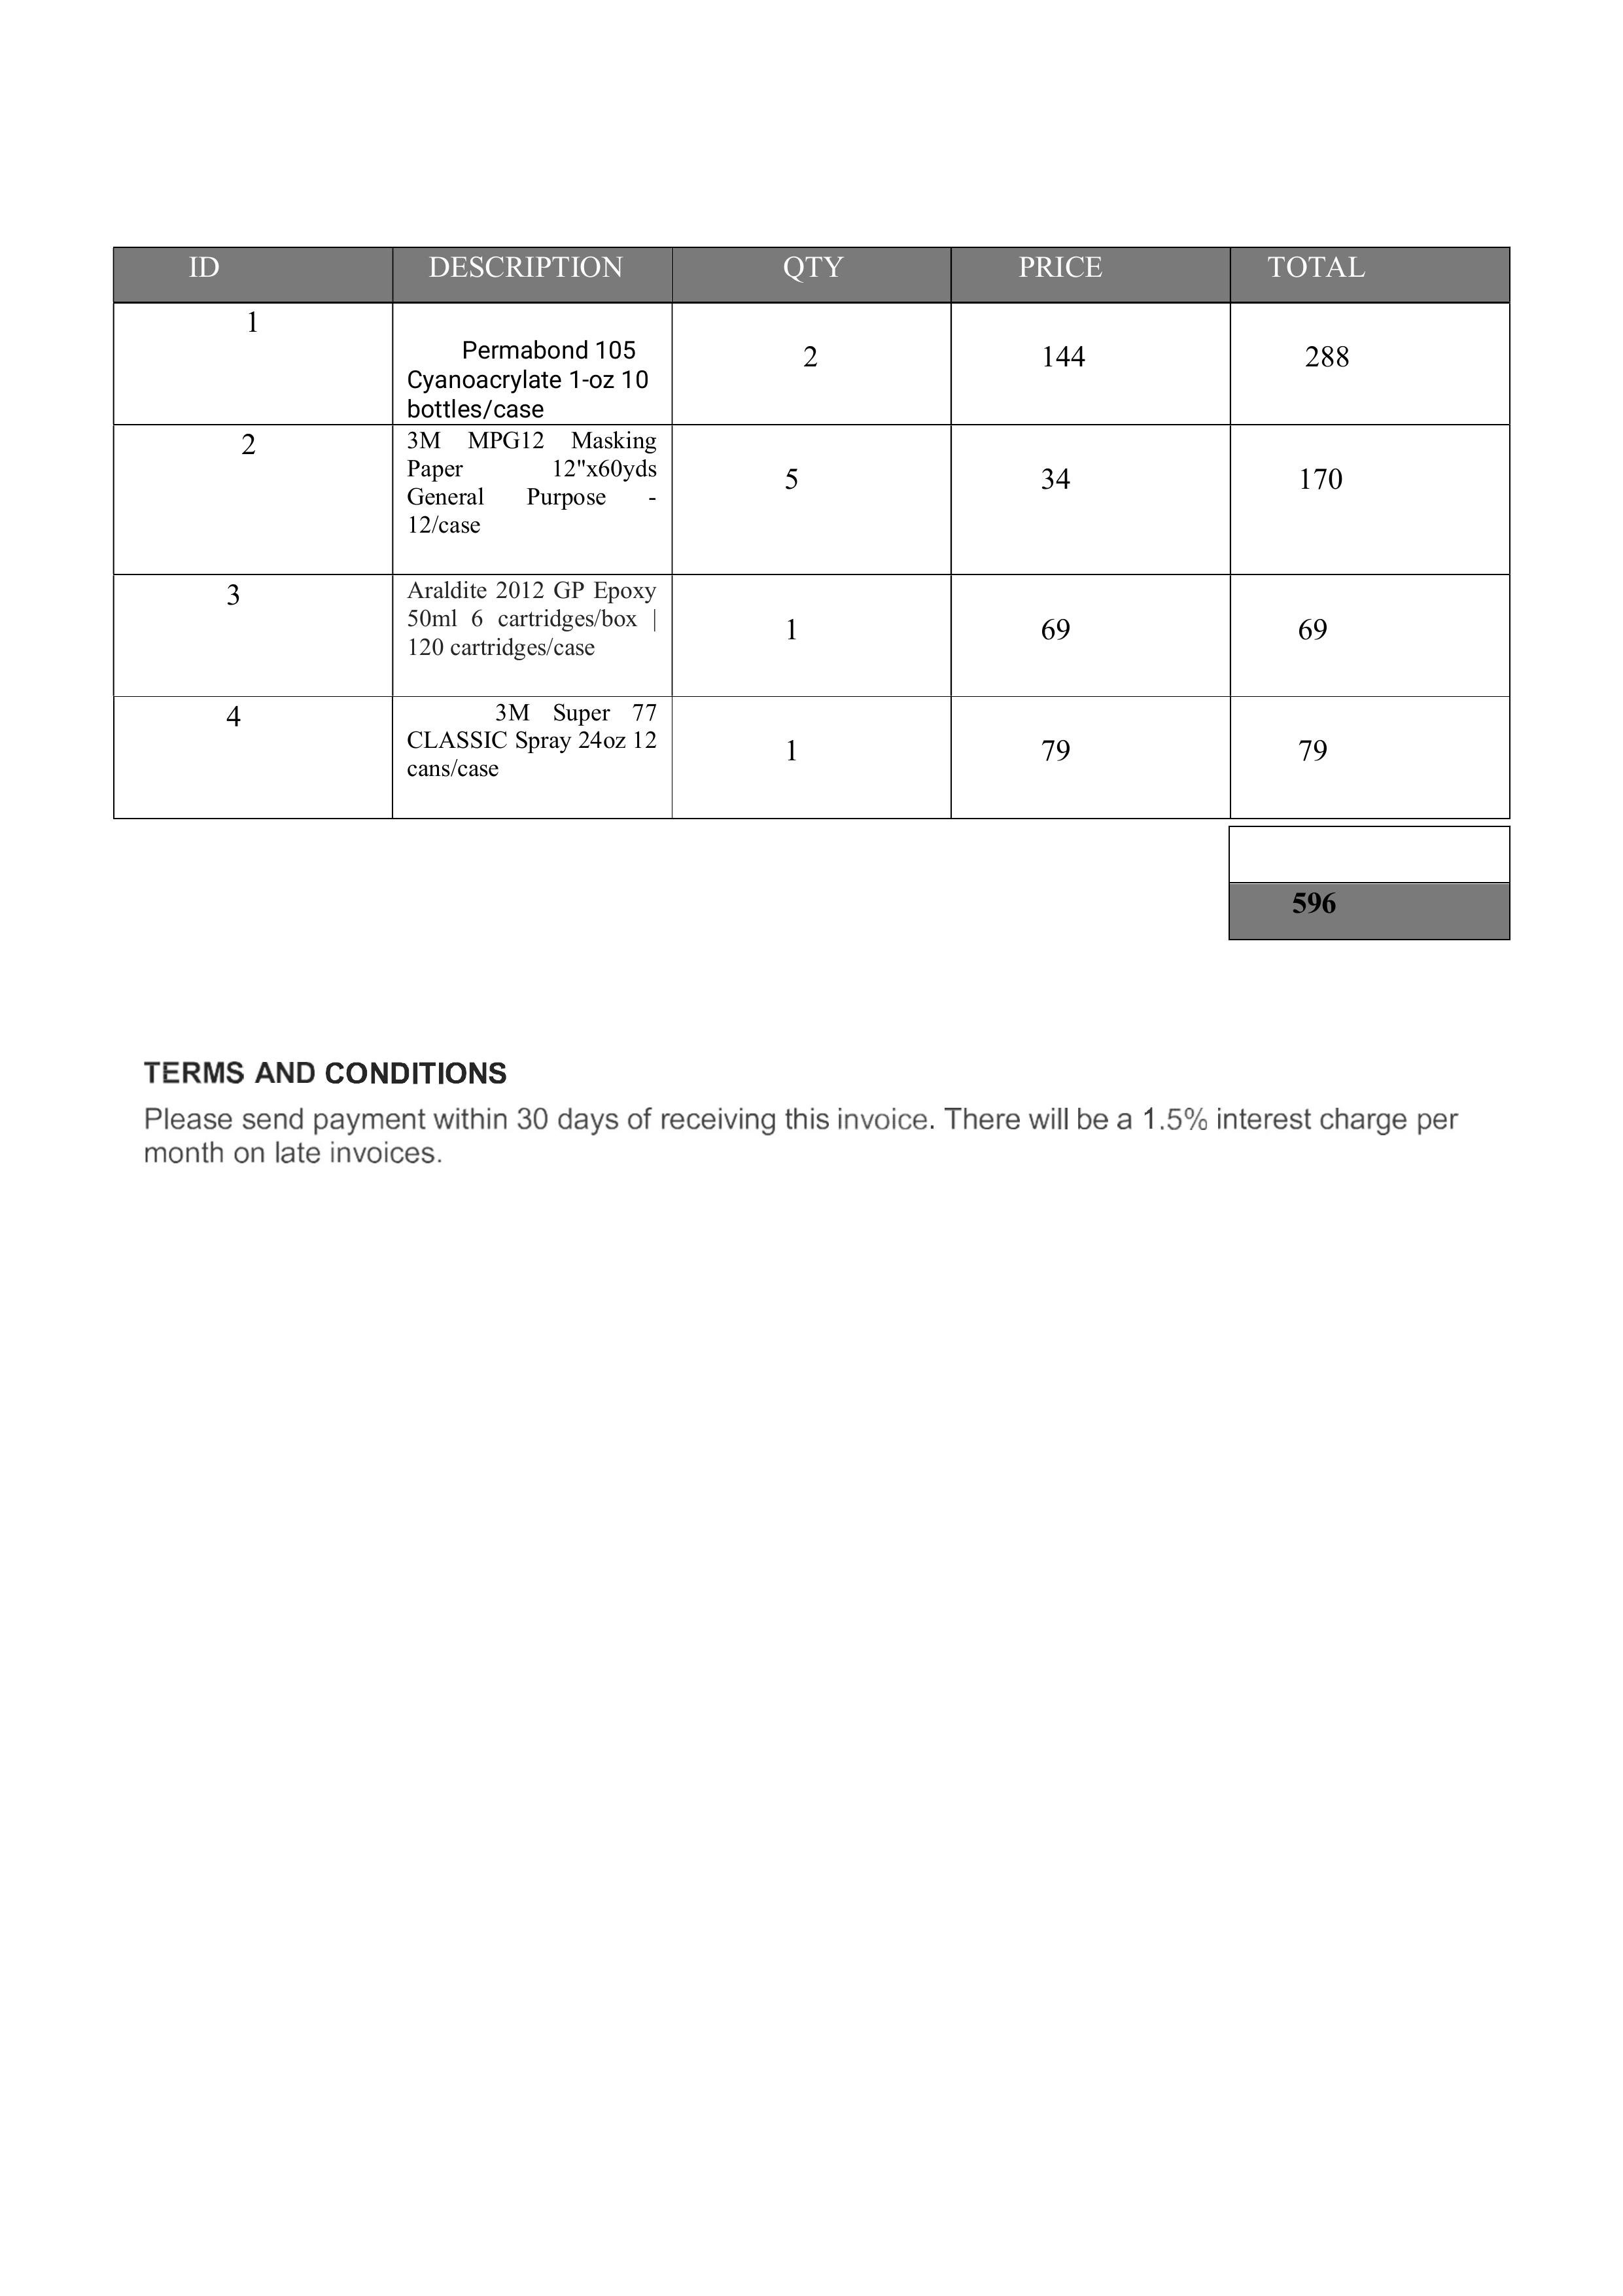 ID DESCRIPTION QTY PRICE TOTAL
1
Permabond 105
Cyanoacrylate 1-oz 10
bottles/case
2 144 288
2
3M MPG12 Masking
Paper 12"x60yds
General Purpose -
12/case
5 34 170
3
Araldite 2012 GP Epoxy
50ml 6 cartridges/box |
120 cartridges/case
1 69 69
4
3M Super 77
CLASSIC Spray 24oz 12
cans/case
1 79 79
596
TERMS AND CONDITIONS
Please send payment within 30 days of receiving this invoice. There will be a 1.5% interest charge per
month on late invoices.